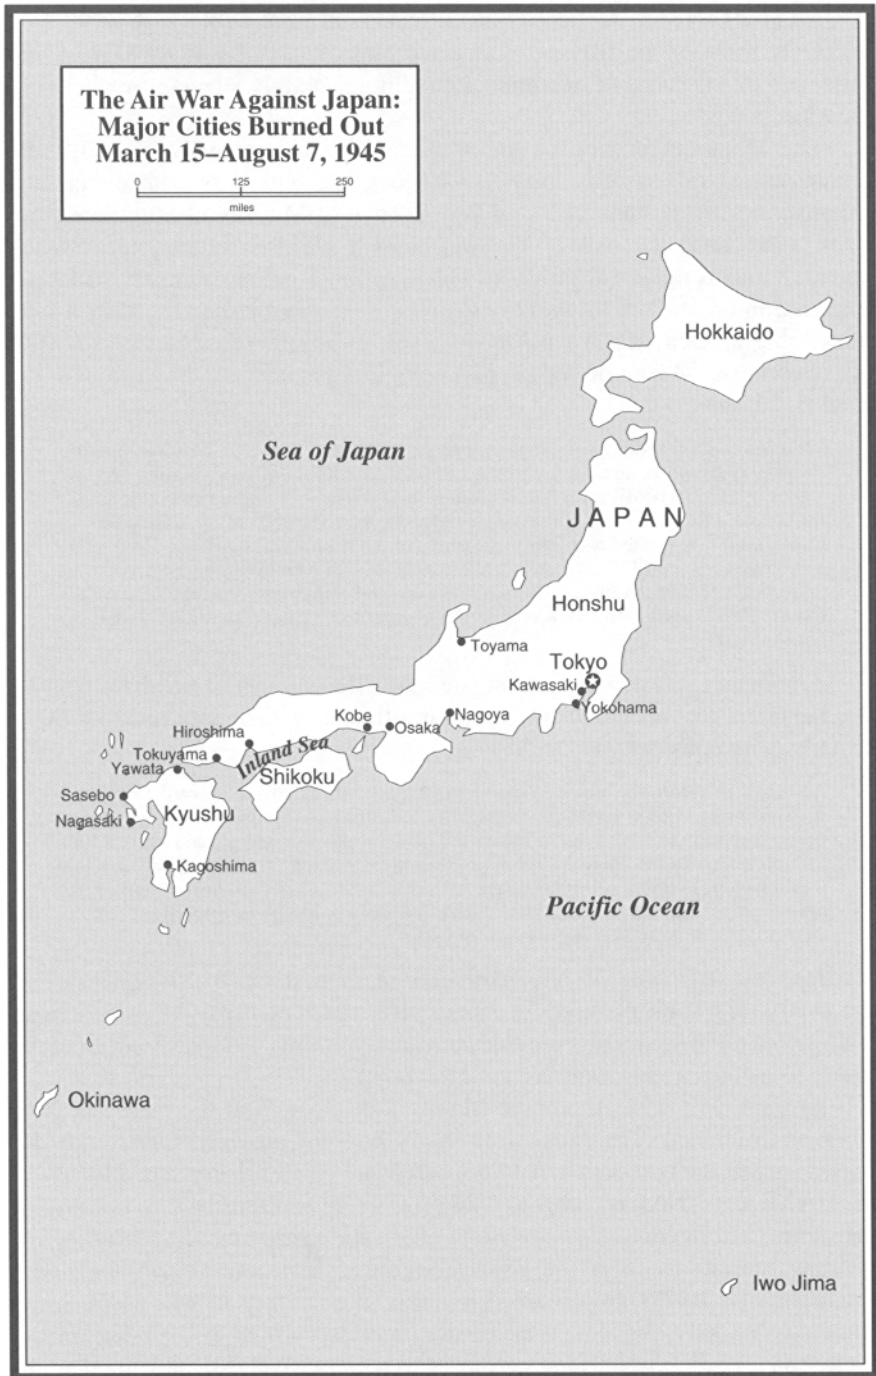 The Air War Against Japan:
Major Cities Burned Out
March 15–August 7, 1945
0 125 250
miles
Hokkaido
Sea of Japan
JAPAN
Honshu
Toyama
Tokyo
Kawasaki
Yokohama
Kobe
Osaka
Nagoya
Hiroshima
Inland Sea
Tokuyama
Yawata
Shikoku
Sasebo
Kyushu
Nagasaki
Kagoshima
Pacific Ocean
Okinawa
Iwo Jima